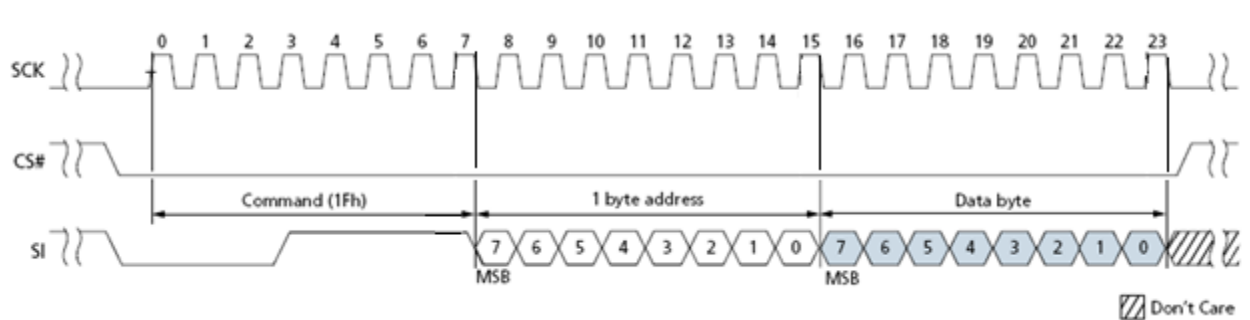 0 1 2 3 4 5 6 7 8 9 10 11 12 13 14 15 16 17 18 19 20 21 22 23
SCK
CS#
Command (1Fh) 1 byte address Data byte
SI 7 6 5 4 3 2 1 0 7 6 5 4 3 2 1 0
MSB MSB
Don't Care